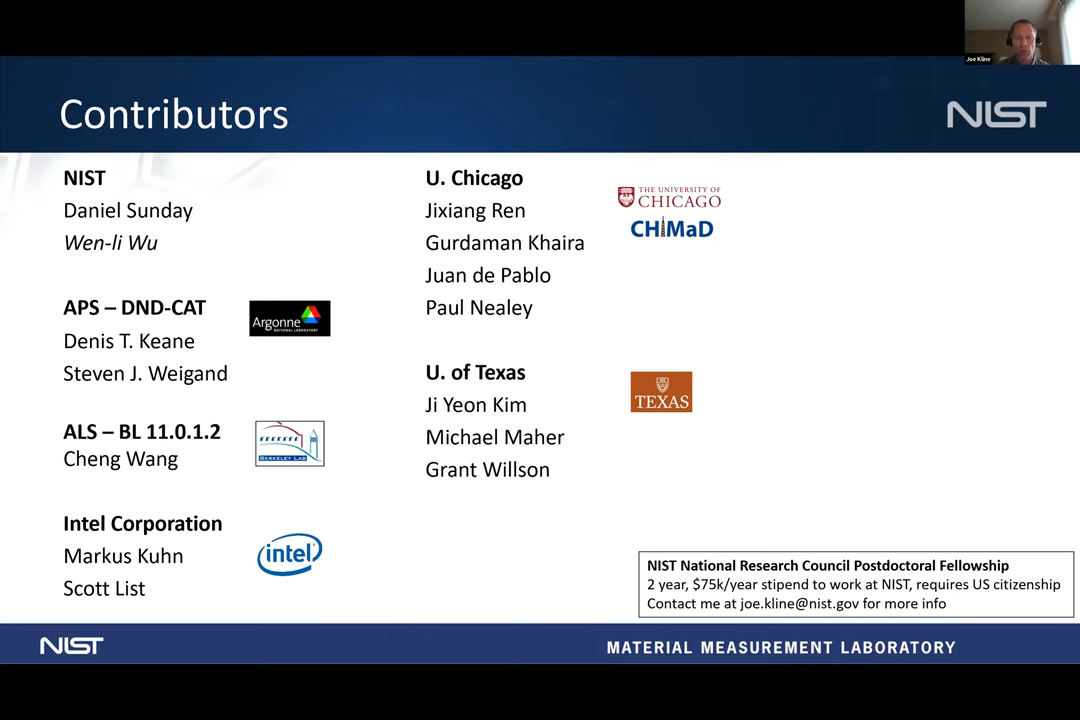 Joe Kline
Contributors
NIST
NIST
Daniel Sunday
Wen-li Wu
APS – DND-CAT
Argonne
NATIONAL LABORATORY
Denis T. Keane
Steven J. Weigand
ALS – BL 11.0.1.2
Cheng Wang
BERKELEY LAB
Intel Corporation
Markus Kuhn
Scott List
intel
U. Chicago
Jixiang Ren
Gurdaman Khaira
Juan de Pablo
Paul Nealey
THE UNIVERSITY OF
CHICAGO
CHiMaD
U. of Texas
Ji Yeon Kim
Michael Maher
Grant Willson
TEXAS
NIST National Research Council Postdoctoral Fellowship
2 year, $75k/year stipend to work at NIST, requires US citizenship
Contact me at joe.kline@nist.gov for more info
NIST
MATERIAL MEASUREMENT LABORATORY